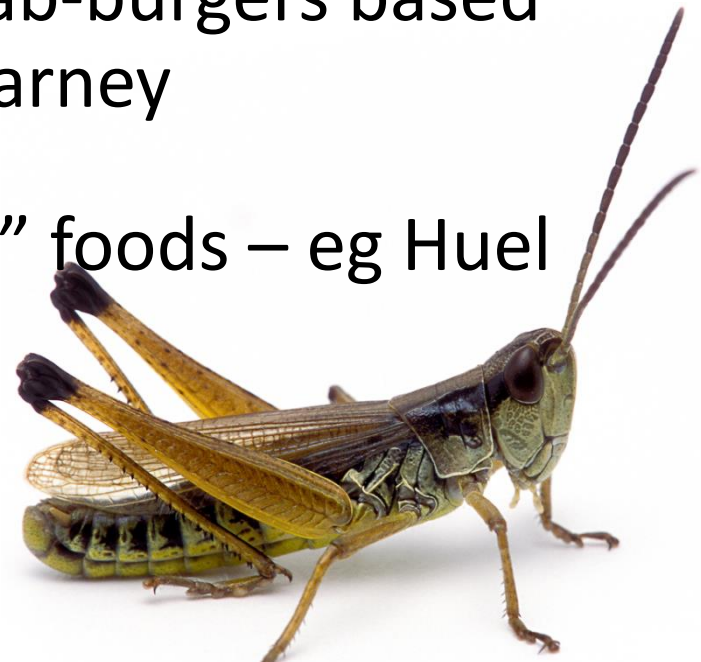 ab-burgers based
arney
” foods – eg Huel